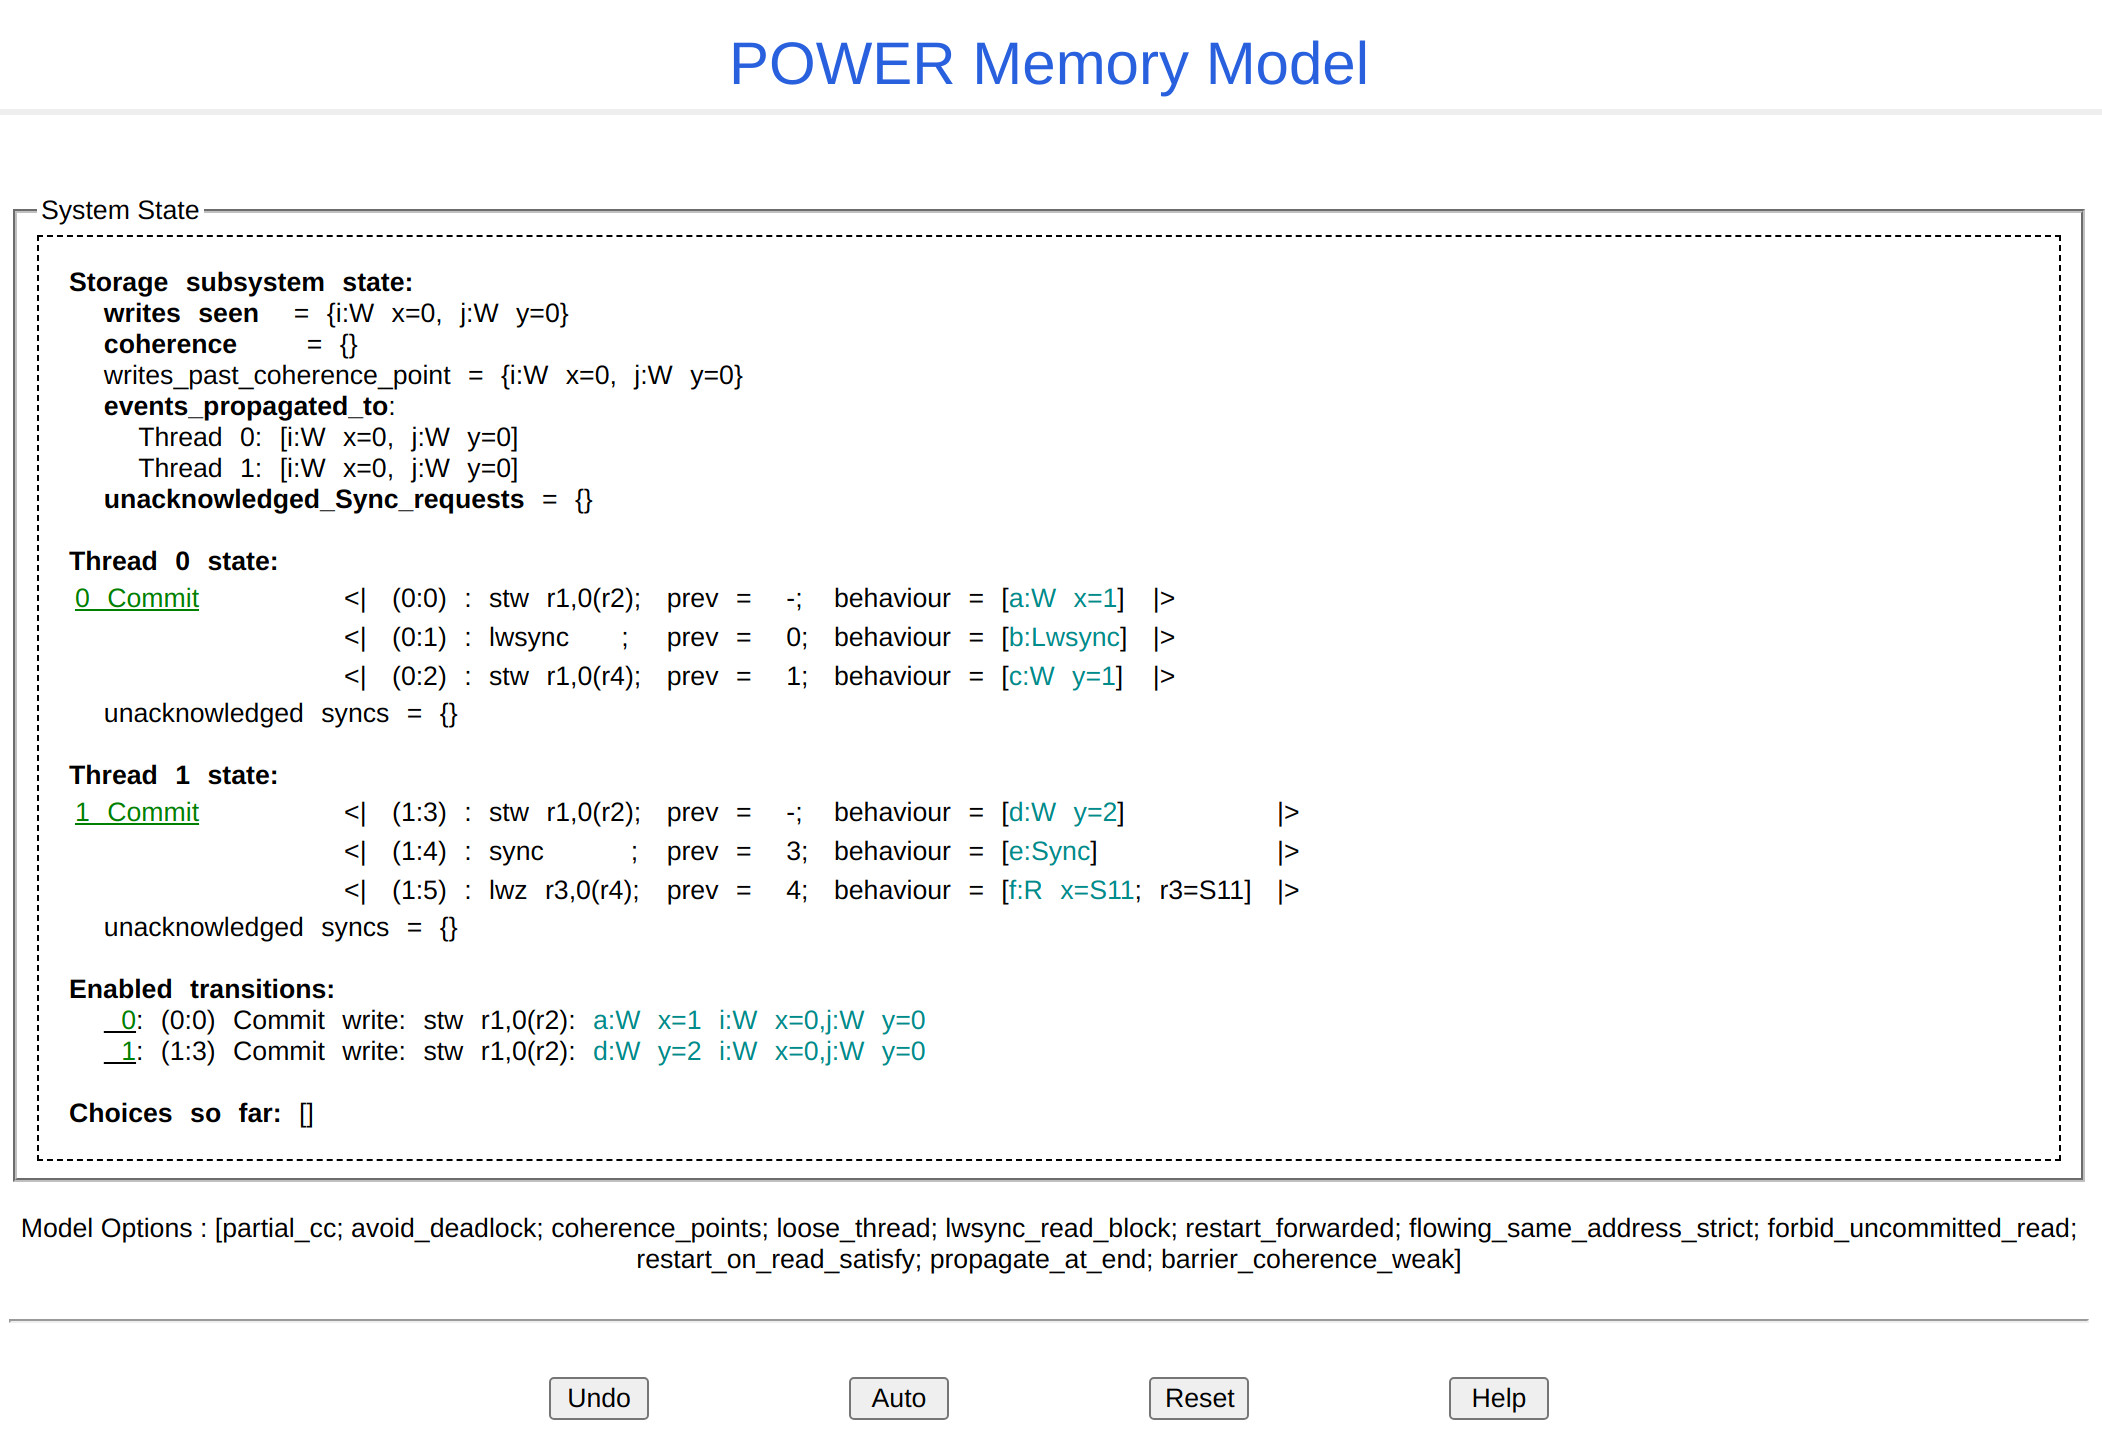 POWER Memory Model
System State
Storage subsystem state:
writes seen = {i:W x=0, j:W y=0}
coherence = {}
writes_past_coherence_point = {i:W x=0, j:W y=0}
events_propagated_to:
Thread 0: [i:W x=0, j:W y=0]
Thread 1: [i:W x=0, j:W y=0]
unacknowledged_Sync_requests = {}
Thread 0 state:
0 Commit <| (0:0) : stw r1,0(r2); prev = -; behaviour = [a:W x=1] |>
<| (0:1) : lwsync ; prev = 0; behaviour = [b:Lwsync] |>
<| (0:2) : stw r1,0(r4); prev = 1; behaviour = [c:W y=1] |>
unacknowledged syncs = {}
Thread 1 state:
1 Commit <| (1:3) : stw r1,0(r2); prev = -; behaviour = [d:W y=2] |>
<| (1:4) : sync ; prev = 3; behaviour = [e:Sync] |>
<| (1:5) : lwz r3,0(r4); prev = 4; behaviour = [f:R x=S11; r3=S11] |>
unacknowledged syncs = {}
Enabled transitions:
0: (0:0) Commit write: stw r1,0(r2): a:W x=1 i:W x=0,j:W y=0
1: (1:3) Commit write: stw r1,0(r2): d:W y=2 i:W x=0,j:W y=0
Choices so far: []
Model Options : [partial_cc; avoid_deadlock; coherence_points; loose_thread; lwsync_read_block; restart_forwarded; flowing_same_address_strict; forbid_uncommitted_read;
restart_on_read_satisfy; propagate_at_end; barrier_coherence_weak]
Undo Auto Reset Help